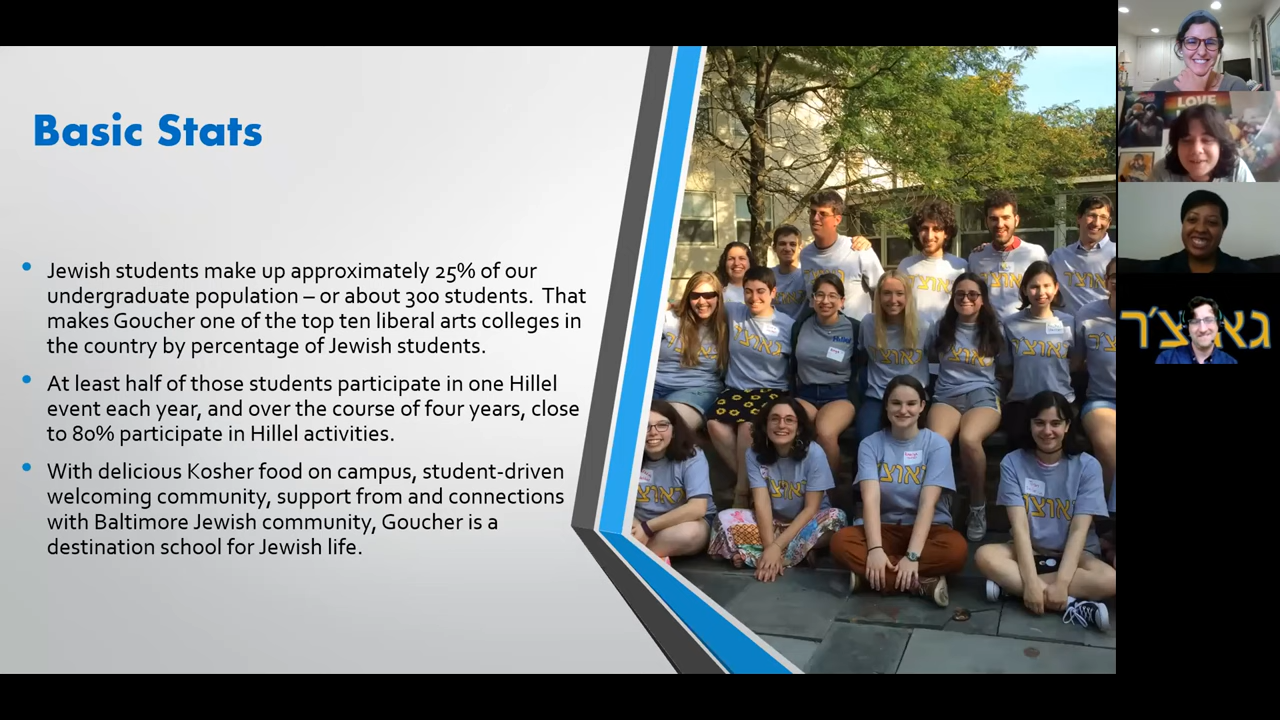 Basic Stats
Jewish students make up approximately 25% of our
undergraduate population – or about 300 students. That
makes Goucher one of the top ten liberal arts colleges in
the country by percentage of Jewish students.
At least half of those students participate in one Hillel
event each year, and over the course of four years, close
to 80% participate in Hillel activities.
With delicious Kosher food on campus, student-driven
welcoming community, support from and connections
with Baltimore Jewish community, Goucher is a
destination school for Jewish life.
LOVE
גאוצ'ר
גאוצ'ר
גאוצ'ר
Hillel